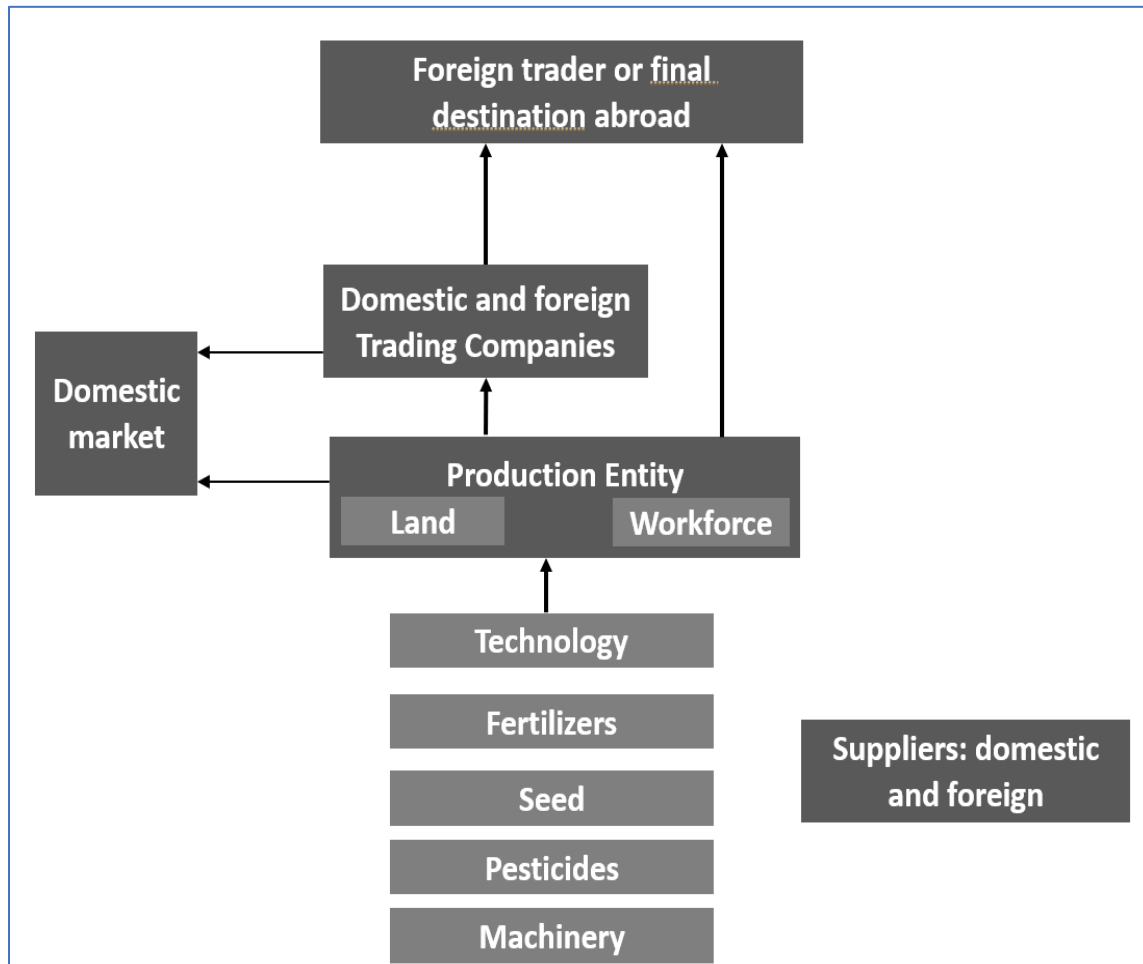 Foreign trader or final
destination abroad
Domestic and foreign
Trading Companies
Domestic
market
Production Entity
Land
Workforce
Technology
Fertilizers
Seed
Suppliers: domestic
and foreign
Pesticides
Machinery